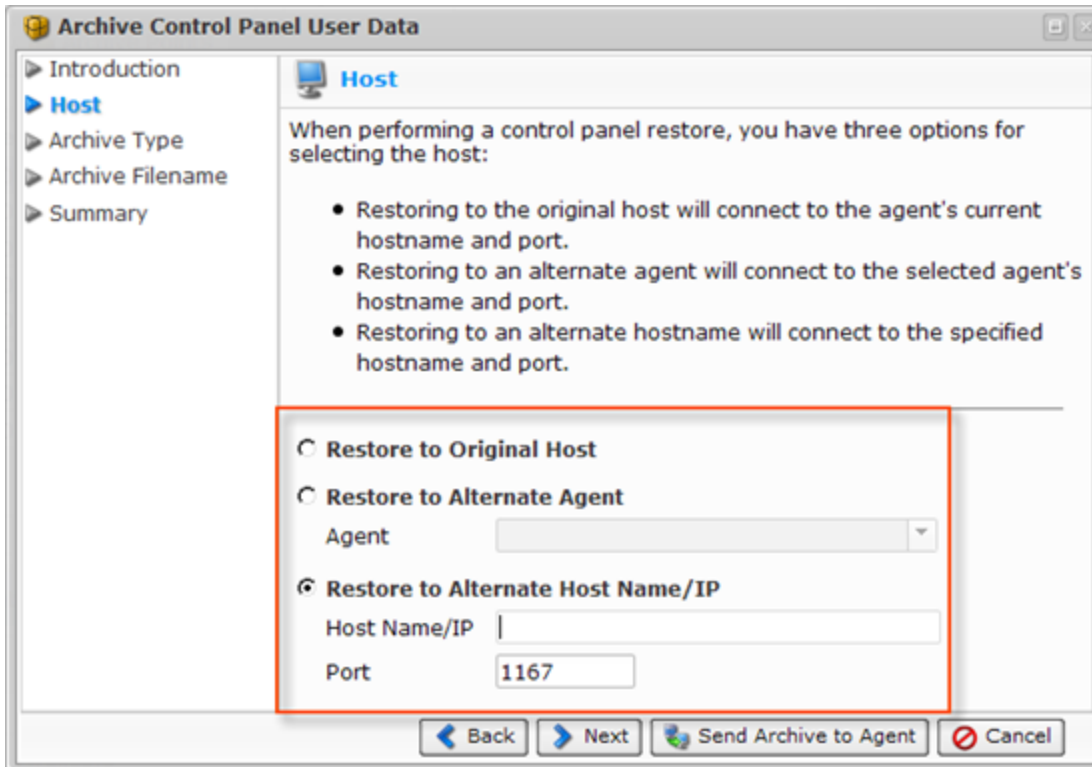 Archive Control Panel User Data
Introduction
Host
Archive Type
Archive Filename
Summary
Host
When performing a control panel restore, you have three options for
selecting the host:
• Restoring to the original host will connect to the agent's current
hostname and port.
• Restoring to an alternate agent will connect to the selected agent's
hostname and port.
• Restoring to an alternate hostname will connect to the specified
hostname and port.
Restore to Original Host
Restore to Alternate Agent
Agent
Restore to Alternate Host Name/IP
Host Name/IP
Port 1167
Back Next Send Archive to Agent Cancel